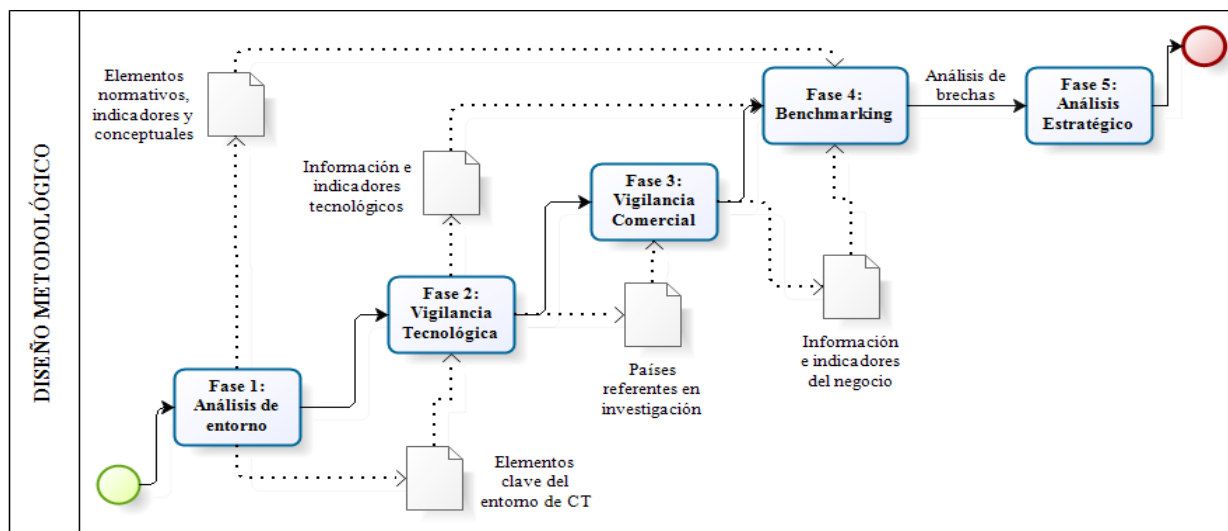 DISEÑO METODOLÓGICO
Elementos
normativos,
indicadores y
conceptuales
Fase 1:
Análisis de
entorno
Información e
indicadores
tecnológicos
Fase 2:
Vigilancia
Tecnológica
Elementos
clave del
entorno de CT
Fase 3:
Vigilancia
Comercial
Países
referentes en
investigación
Fase 4:
Benchmarking
Información
e indicadores
del negocio
Análisis de
brechas
Fase 5:
Análisis
Estratégico